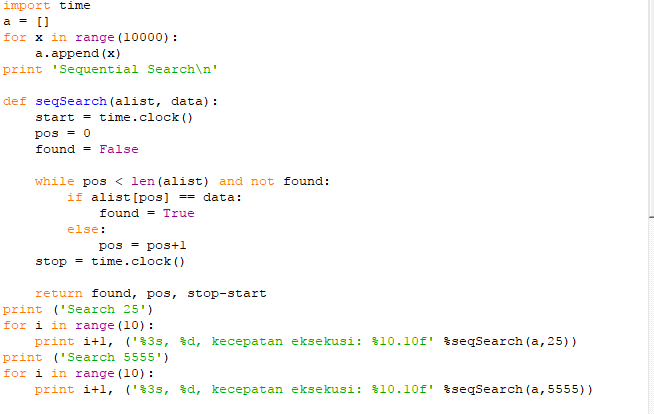 import time
a = []
for x in range(10000):
    a.append(x)
print 'Sequential Search\n'

def seqSearch(alist, data):
    start = time.clock()
    pos = 0
    found = False

    while pos < len(alist) and not found:
        if alist[pos] == data:
            found = True
        else:
            pos = pos+1
    stop = time.clock()

    return found, pos, stop-start
print ('Search 25')
for i in range(10):
    print i+1, ('%3s, %d, kecepatan eksekusi: %10.10f' %seqSearch(a,25))
print ('Search 5555')
for i in range(10):
    print i+1, ('%3s, %d, kecepatan eksekusi: %10.10f' %seqSearch(a,5555))